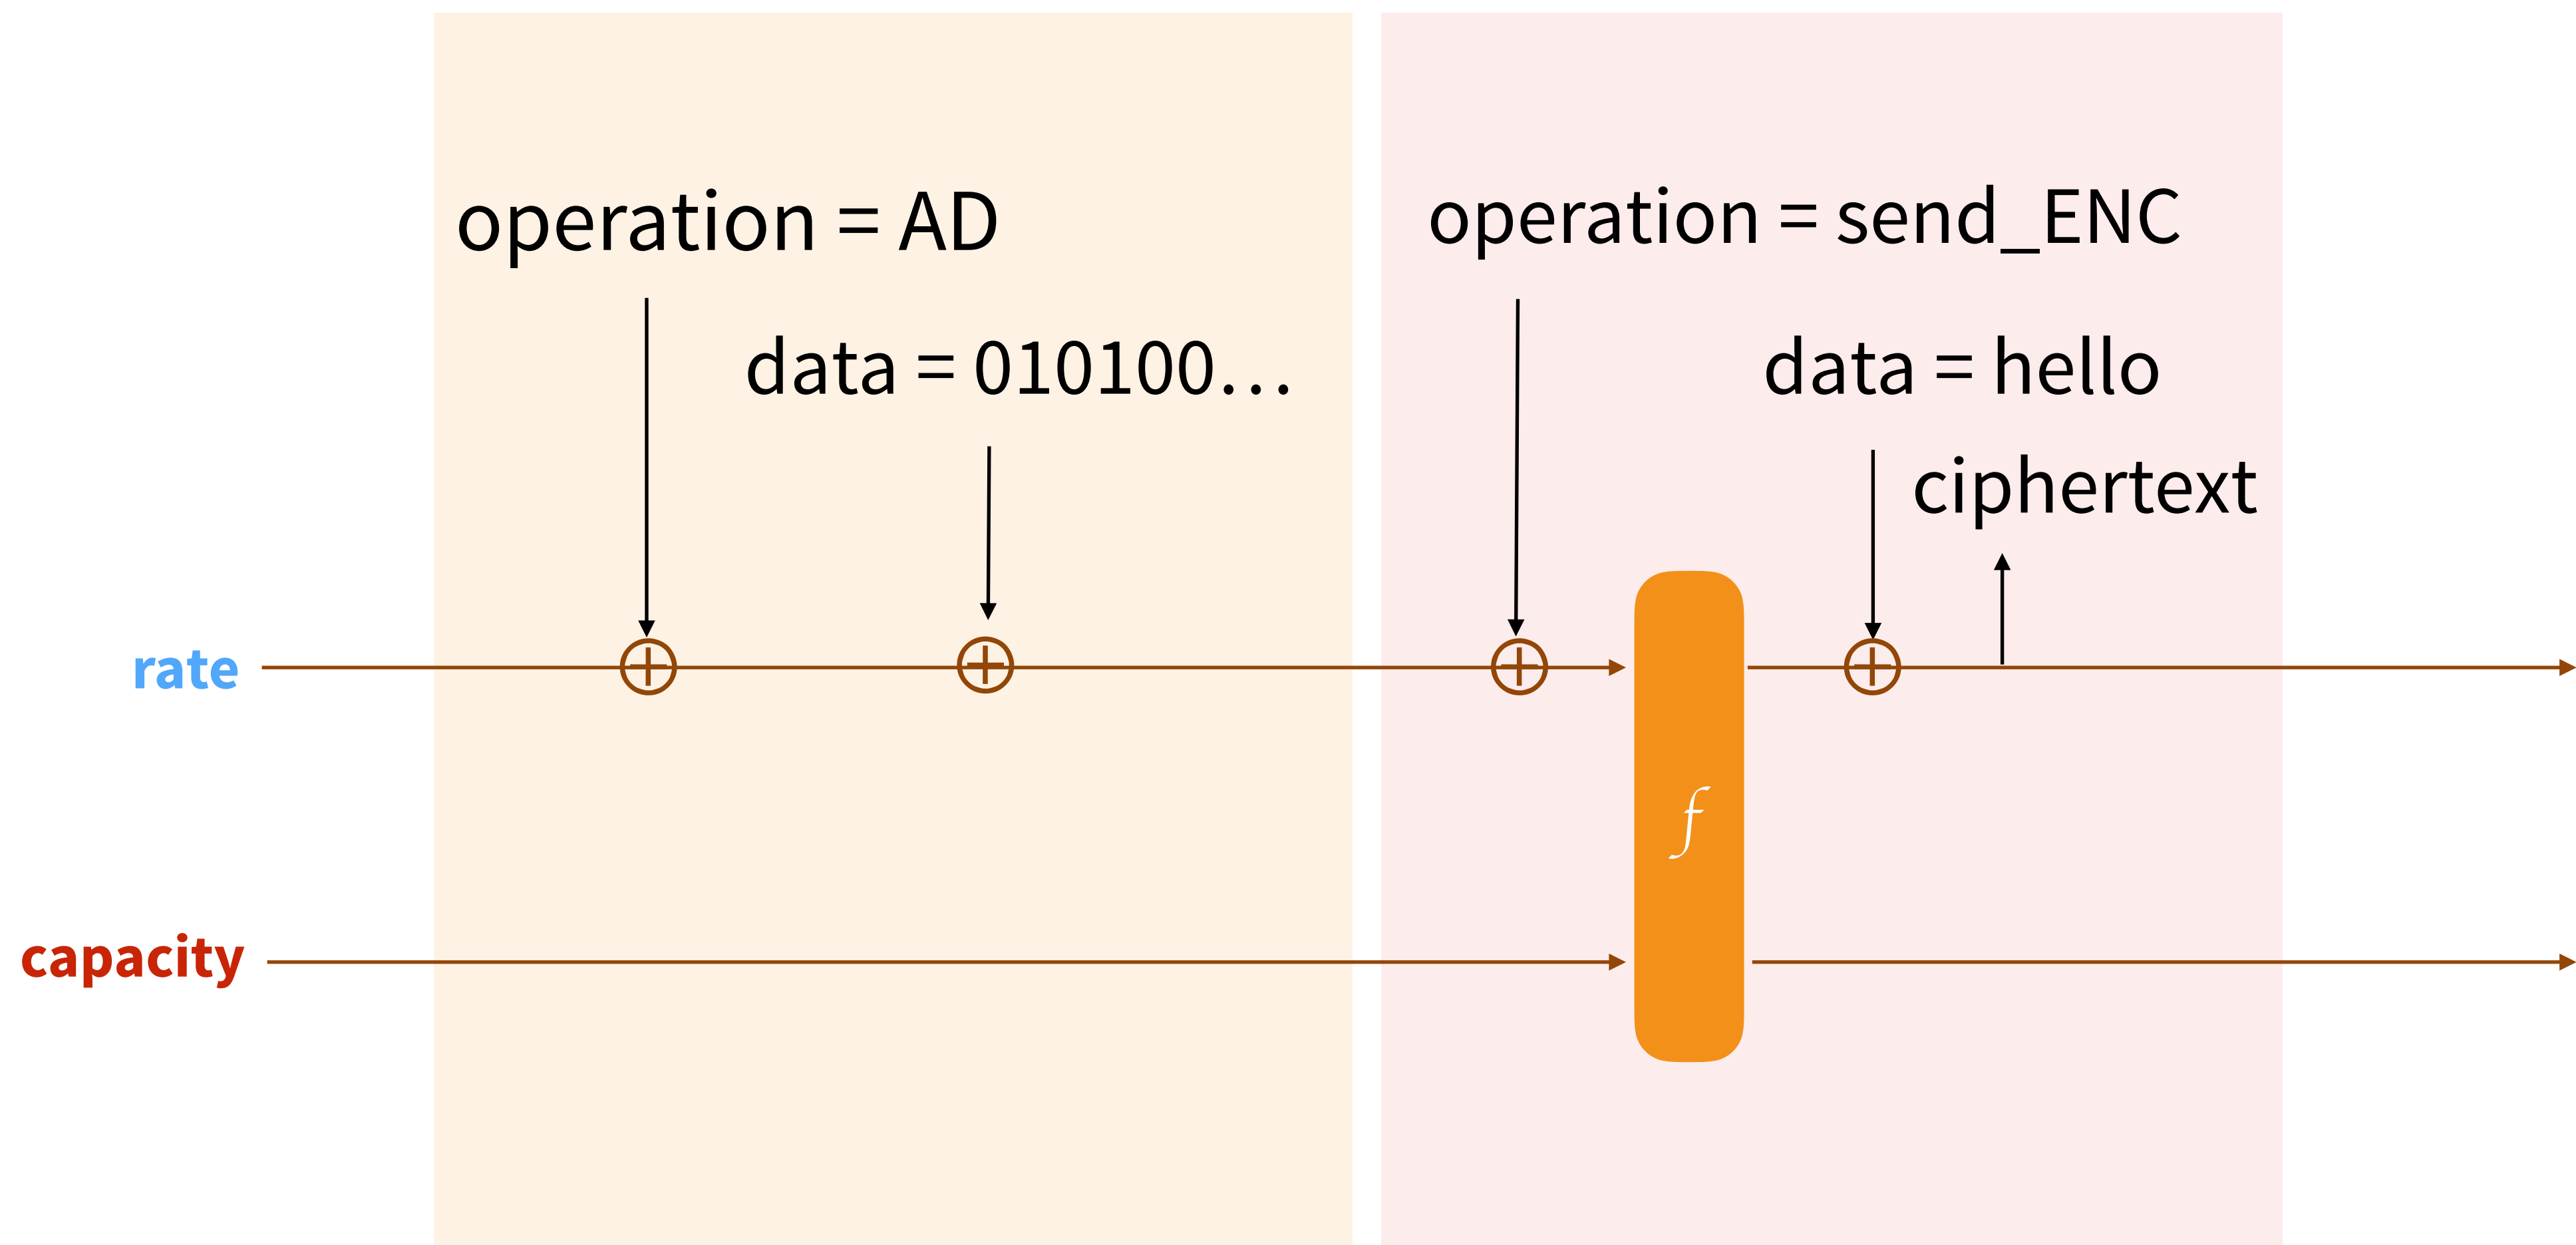 operation = AD
data = 010100...
operation = send_ENC
data = hello
ciphertext
rate
f
capacity